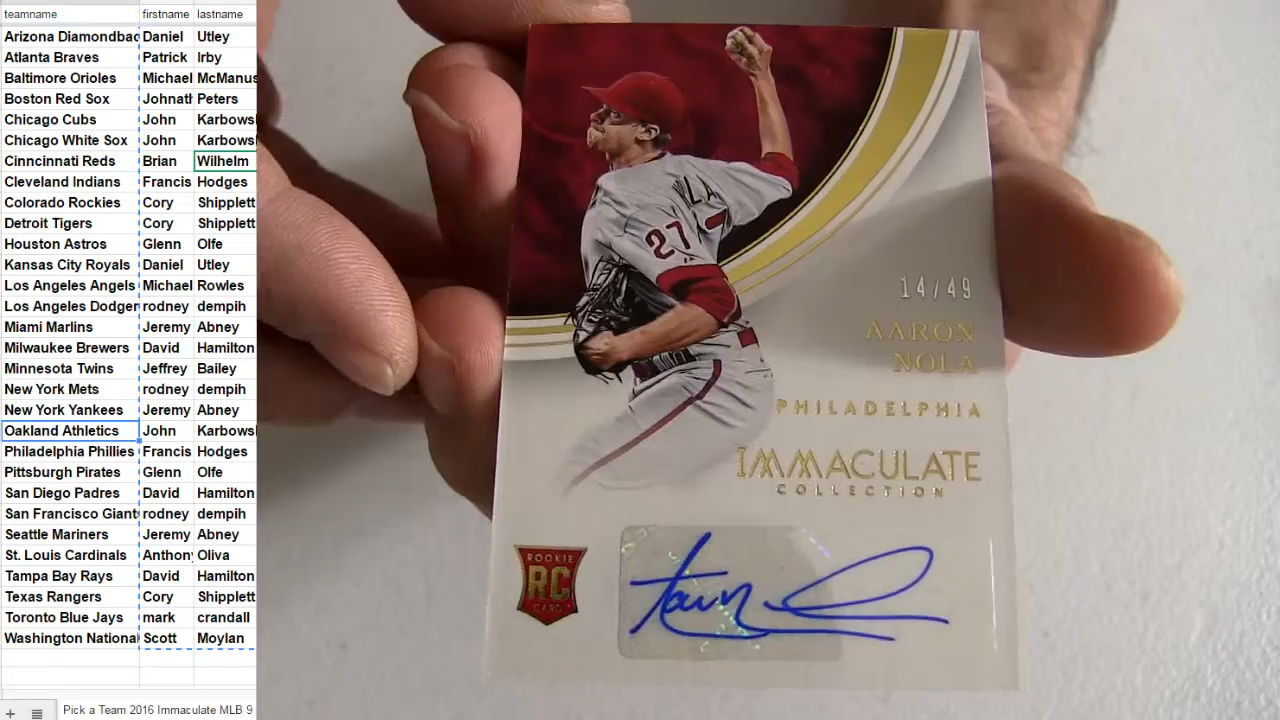 teamname firstname lastname
Arizona Diamondbac Daniel Utley
Atlanta Braves Patrick Irby
Baltimore Orioles Michael McManus
Boston Red Sox Johnath Peters
Chicago Cubs John Karbows
Chicago White Sox John Karbows
Cinncinnati Reds Brian Wilhelm
Cleveland Indians Francis Hodges
Colorado Rockies Cory Shipplett
Detroit Tigers Cory Shipplett
Houston Astros Glenn Olfe
Kansas City Royals Daniel Utley
Los Angeles Angels Michael Rowles
Los Angeles Dodger rodney dempih
Miami Marlins Jeremy Abney
Milwaukee Brewers David Hamilton
Minnesota Twins Jeffrey Bailey
New York Mets rodney dempih
New York Yankees Jeremy Abney
Oakland Athletics John Karbows
Philadelphia Phillies Francis Hodges
Pittsburgh Pirates Glenn Olfe
San Diego Padres David Hamilton
San Francisco Giant rodney dempih
Seattle Mariners Jeremy Abney
St. Louis Cardinals Anthony Oliva
Tampa Bay Rays David Hamilton
Texas Rangers Cory Shipplett
Toronto Blue Jays mark crandall
Washington Nationa Scott Moylan
Pick a Team 2016 Immaculate MLB 9
LA
27
14/49
AARON
NOLA
PHILADELPHIA
IMMACULATE
COLLECTION
ROOKIE
RC
CARD